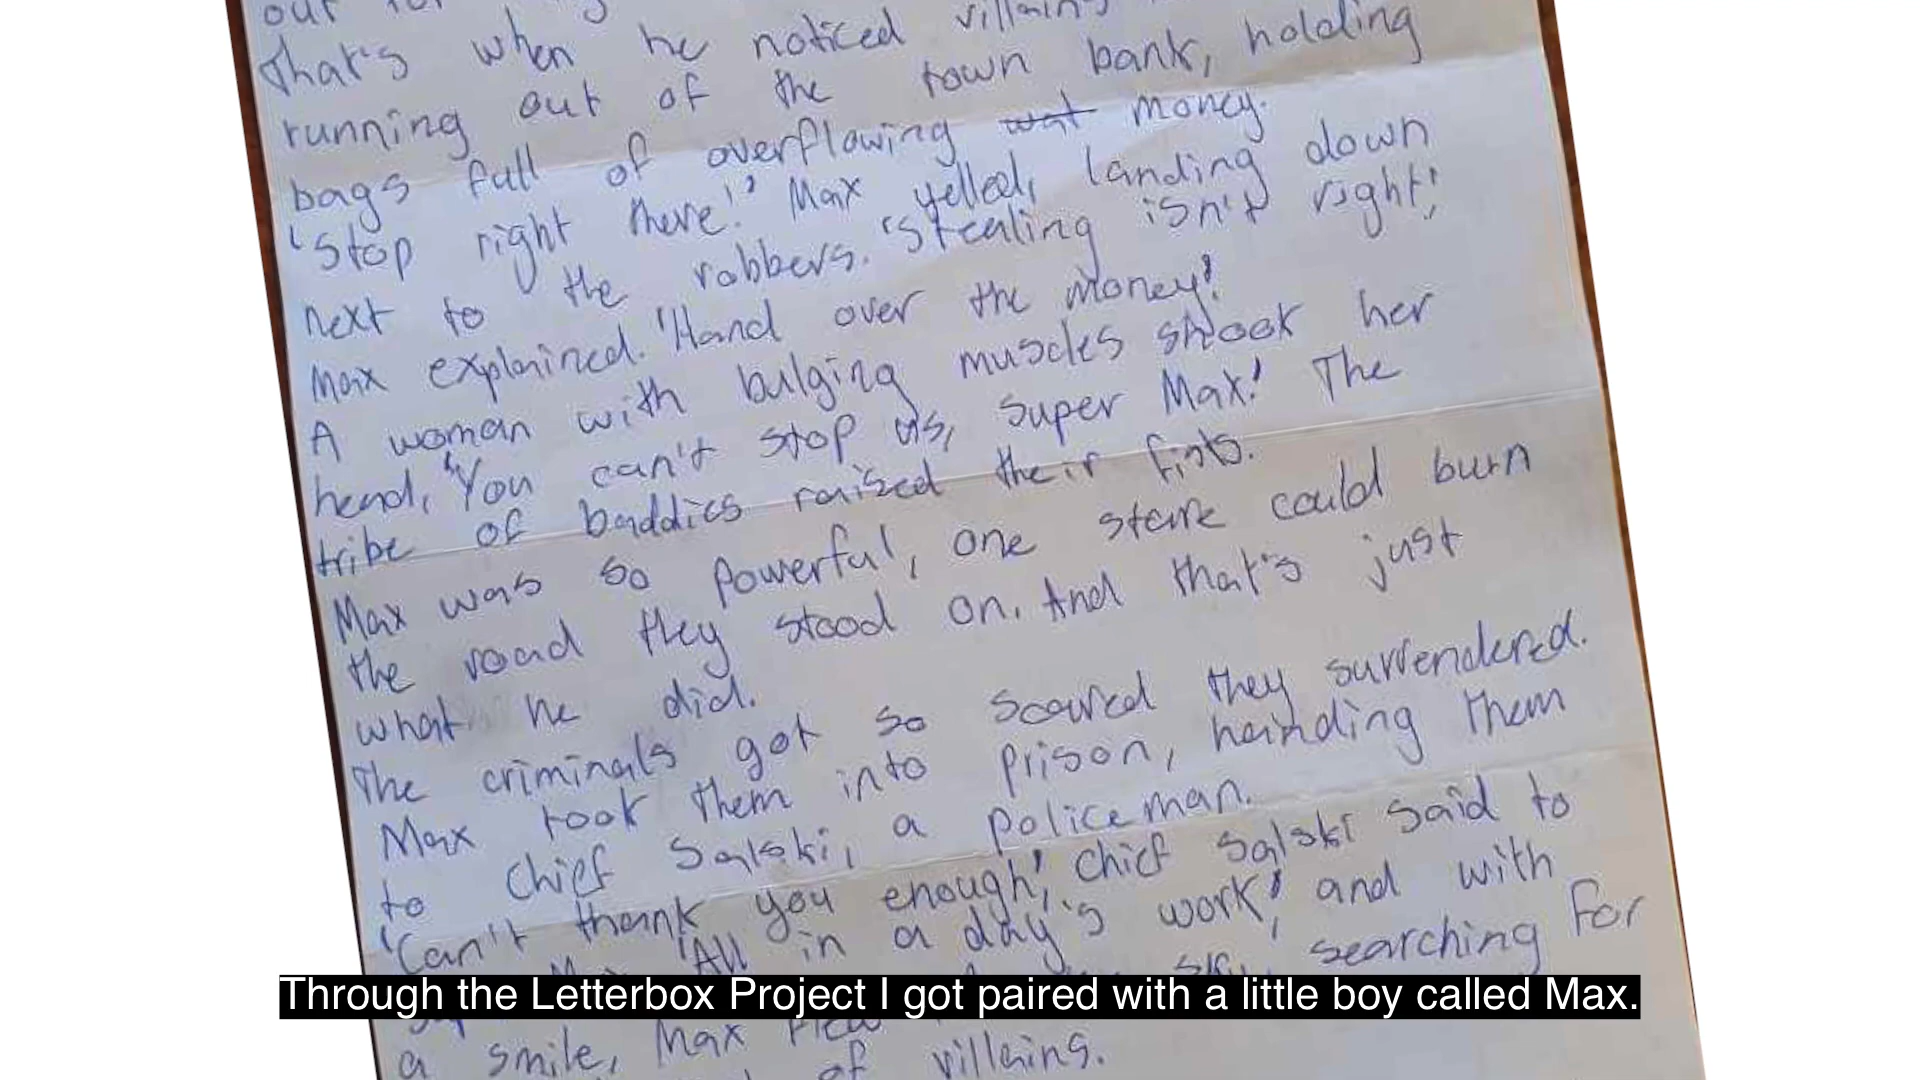 out for
That's when he noticed villains
running out of the town bank, holding
bags full of overflowing wat money.
'Stop right there!' Max yelled, landing down
next to the robbers. 'Stealing isn't right!'
Max explained. 'Hand over the money!'
A woman with bulging muscles shook her
head, 'You can't stop us, Super Max!' The
tribe of baddies raised their fists.
Max was so powerful, one stare could burn
the road they stood on. And that's just
what he did.
The criminals got so scared they surrendered.
Max took them into prison, handing them
to Chief Salski, a policeman.
'Can't thank you enough', Chief Salski said to
'All in a day's work', and with
searching for
Through the Letterbox Project I got paired with a little boy called Max.
a smile, Max flew
of villains.